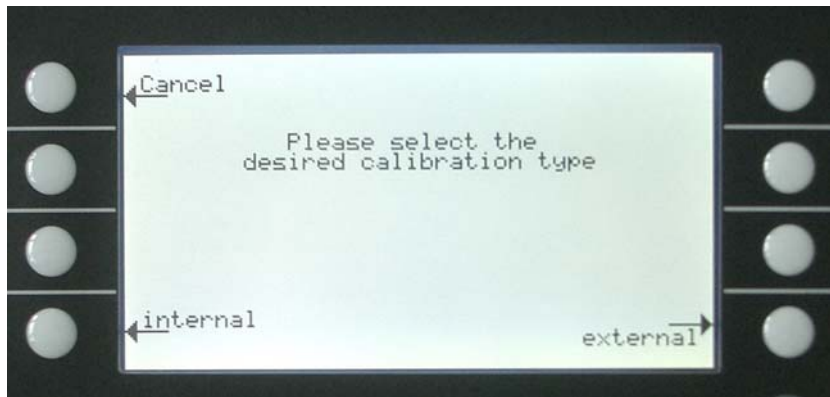 Cancel
Please select the
desired calibration type
internal
external